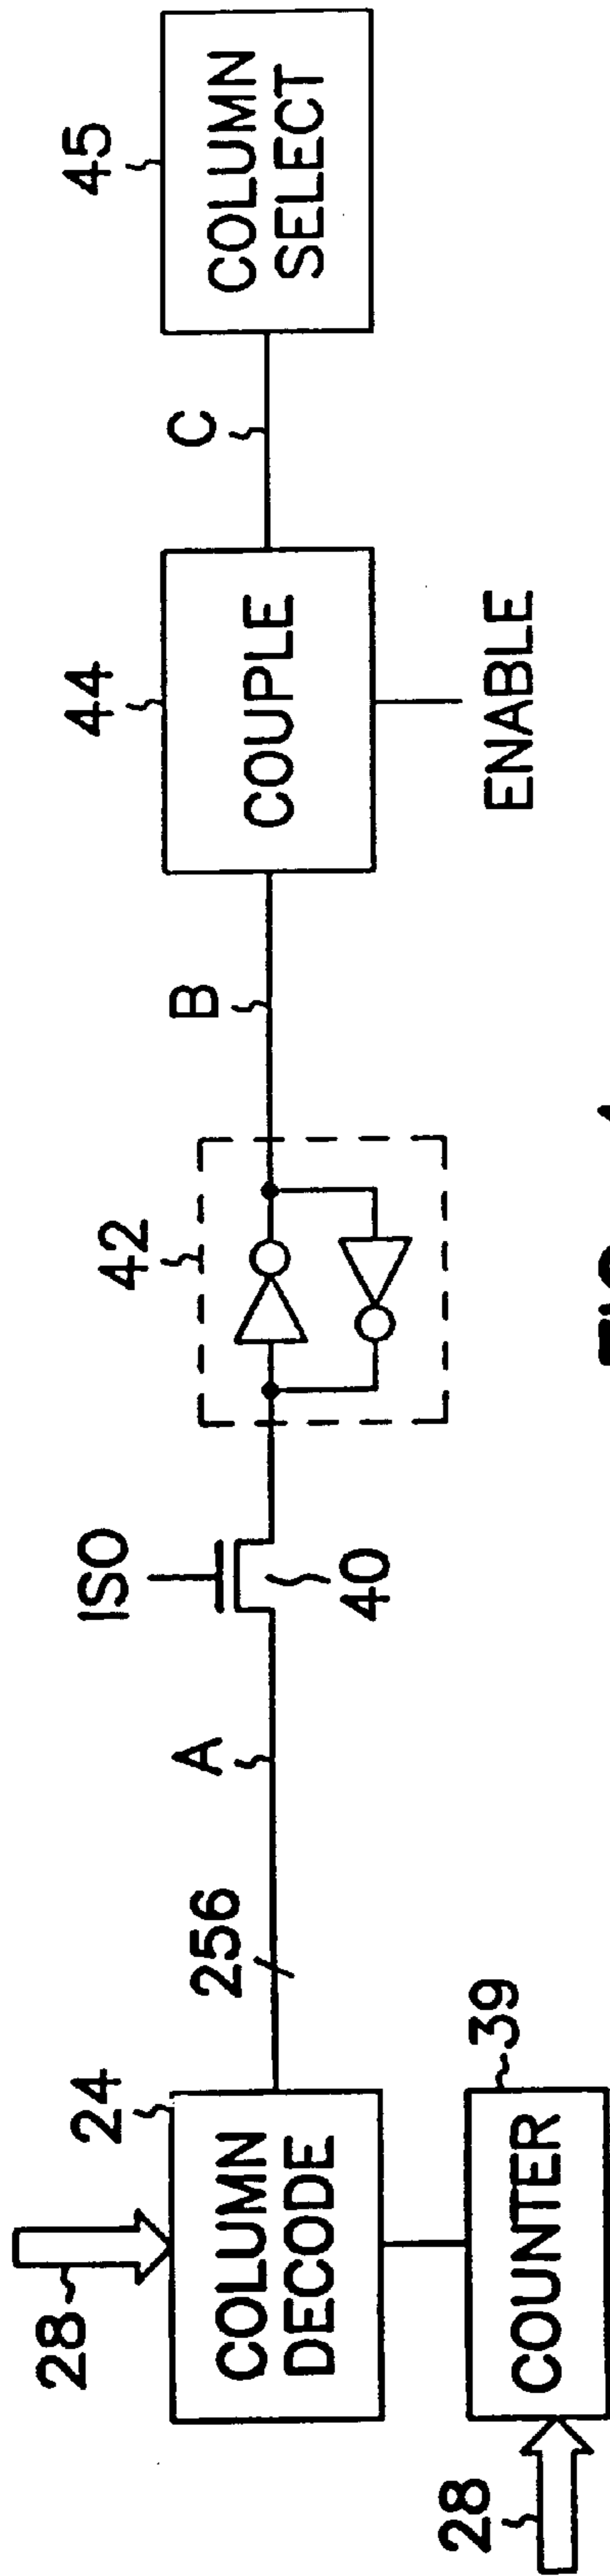 28
24
COLUMN
DECODE
28
COUNTER
39
256
A
ISO
40
42
B
44
COUPLE
ENABLE
C
45
COLUMN
SELECT